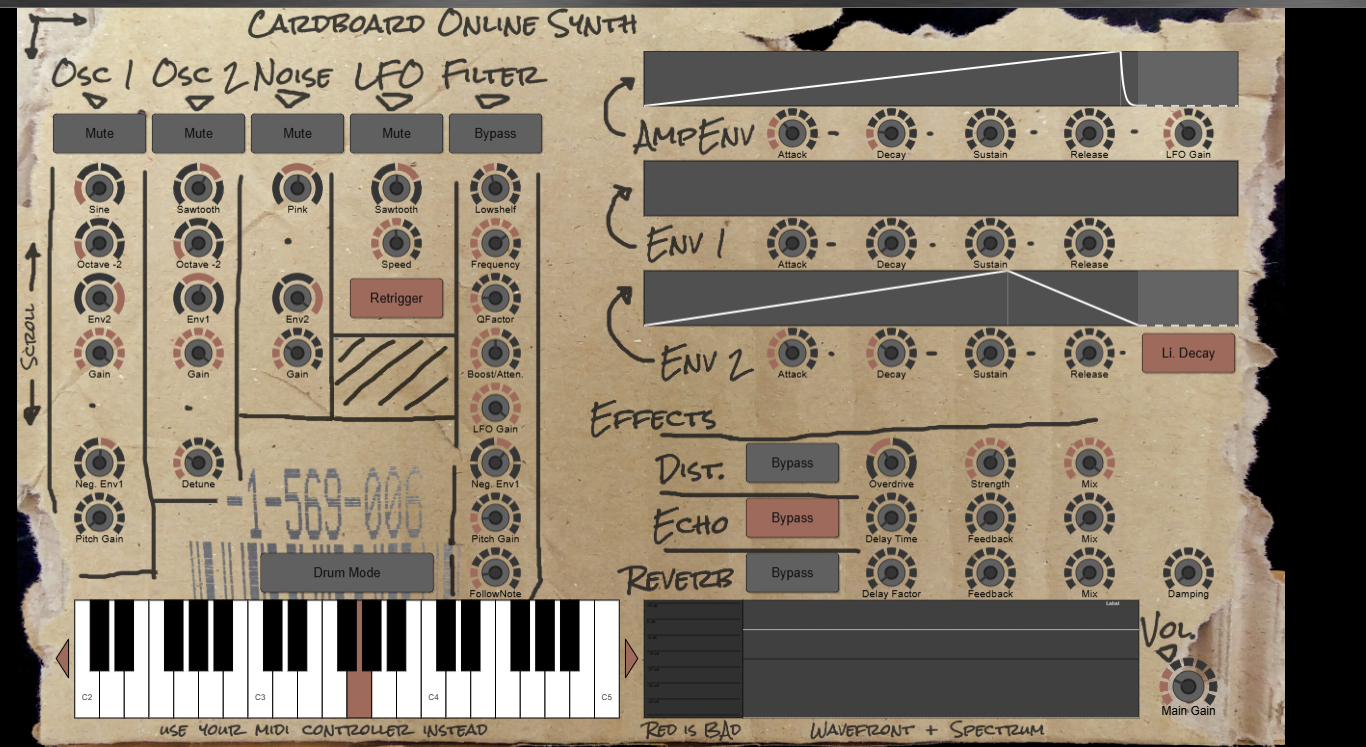 CARDBOARD ONLINE SYNTH
OSC 1 OSC 2 NOISE LFO FILTER
Mute Mute Mute Mute Bypass
Sine Sawtooth Pink Sawtooth Lowshelf
Octave -2 Octave -2 Speed Frequency
Env2 Env1 Env2 Retrigger QFactor
Gain Gain Gain Boost/Atten.
LFO Gain
Neg. Env1 Detune Neg. Env1
Pitch Gain Pitch Gain
FollowNote
SCROLL
-1-569-006
Drum Mode
C2 C3 C4 C5
USE YOUR MIDI CONTROLLER INSTEAD
AMPENV
Attack Decay Sustain Release LFO Gain
ENV 1
Attack Decay Sustain Release
ENV 2
Attack Decay Sustain Release Li. Decay
EFFECTS
DIST. Bypass Overdrive Strength Mix
ECHO Bypass Delay Time Feedback Mix
REVERB Bypass Delay Factor Feedback Mix Damping
Label
VOL.
Main Gain
RED IS BAD WAVEFRONT + SPECTRUM